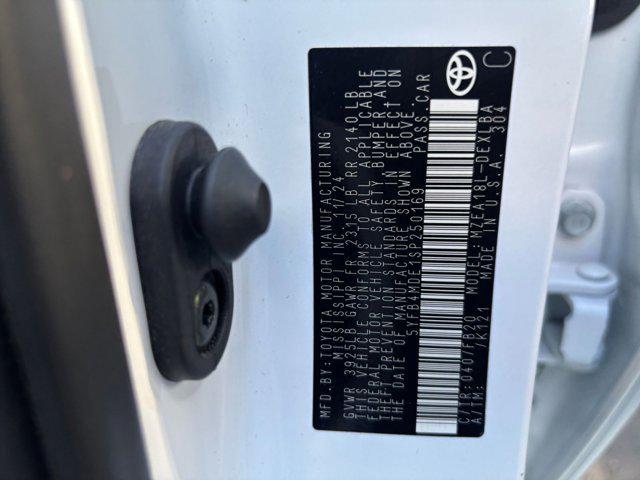 MFD.BY:TOYOTA MOTOR MANUFACTURING
MISSISSIPPI INC 11/24
GVWR 3925LB GAWR FR 2315 LB RR 2140 LB
THIS VEHICLE CONFORMS TO ALL APPLICABLE
FEDERAL MOTOR VEHICLE SAFETY BUMPER AND
THEFT PREVENTION STANDARDS IN EFFECT ON
THE DATE OF MANUFACTURE SHOWN ABOVE.
5YFB4MDE3SP250169 PASS.CAR
C/TR: 040/FB20 MODEL: MZEA18L-DEXLBA
A/TM: /K121 MADE IN U.S.A. 304
C